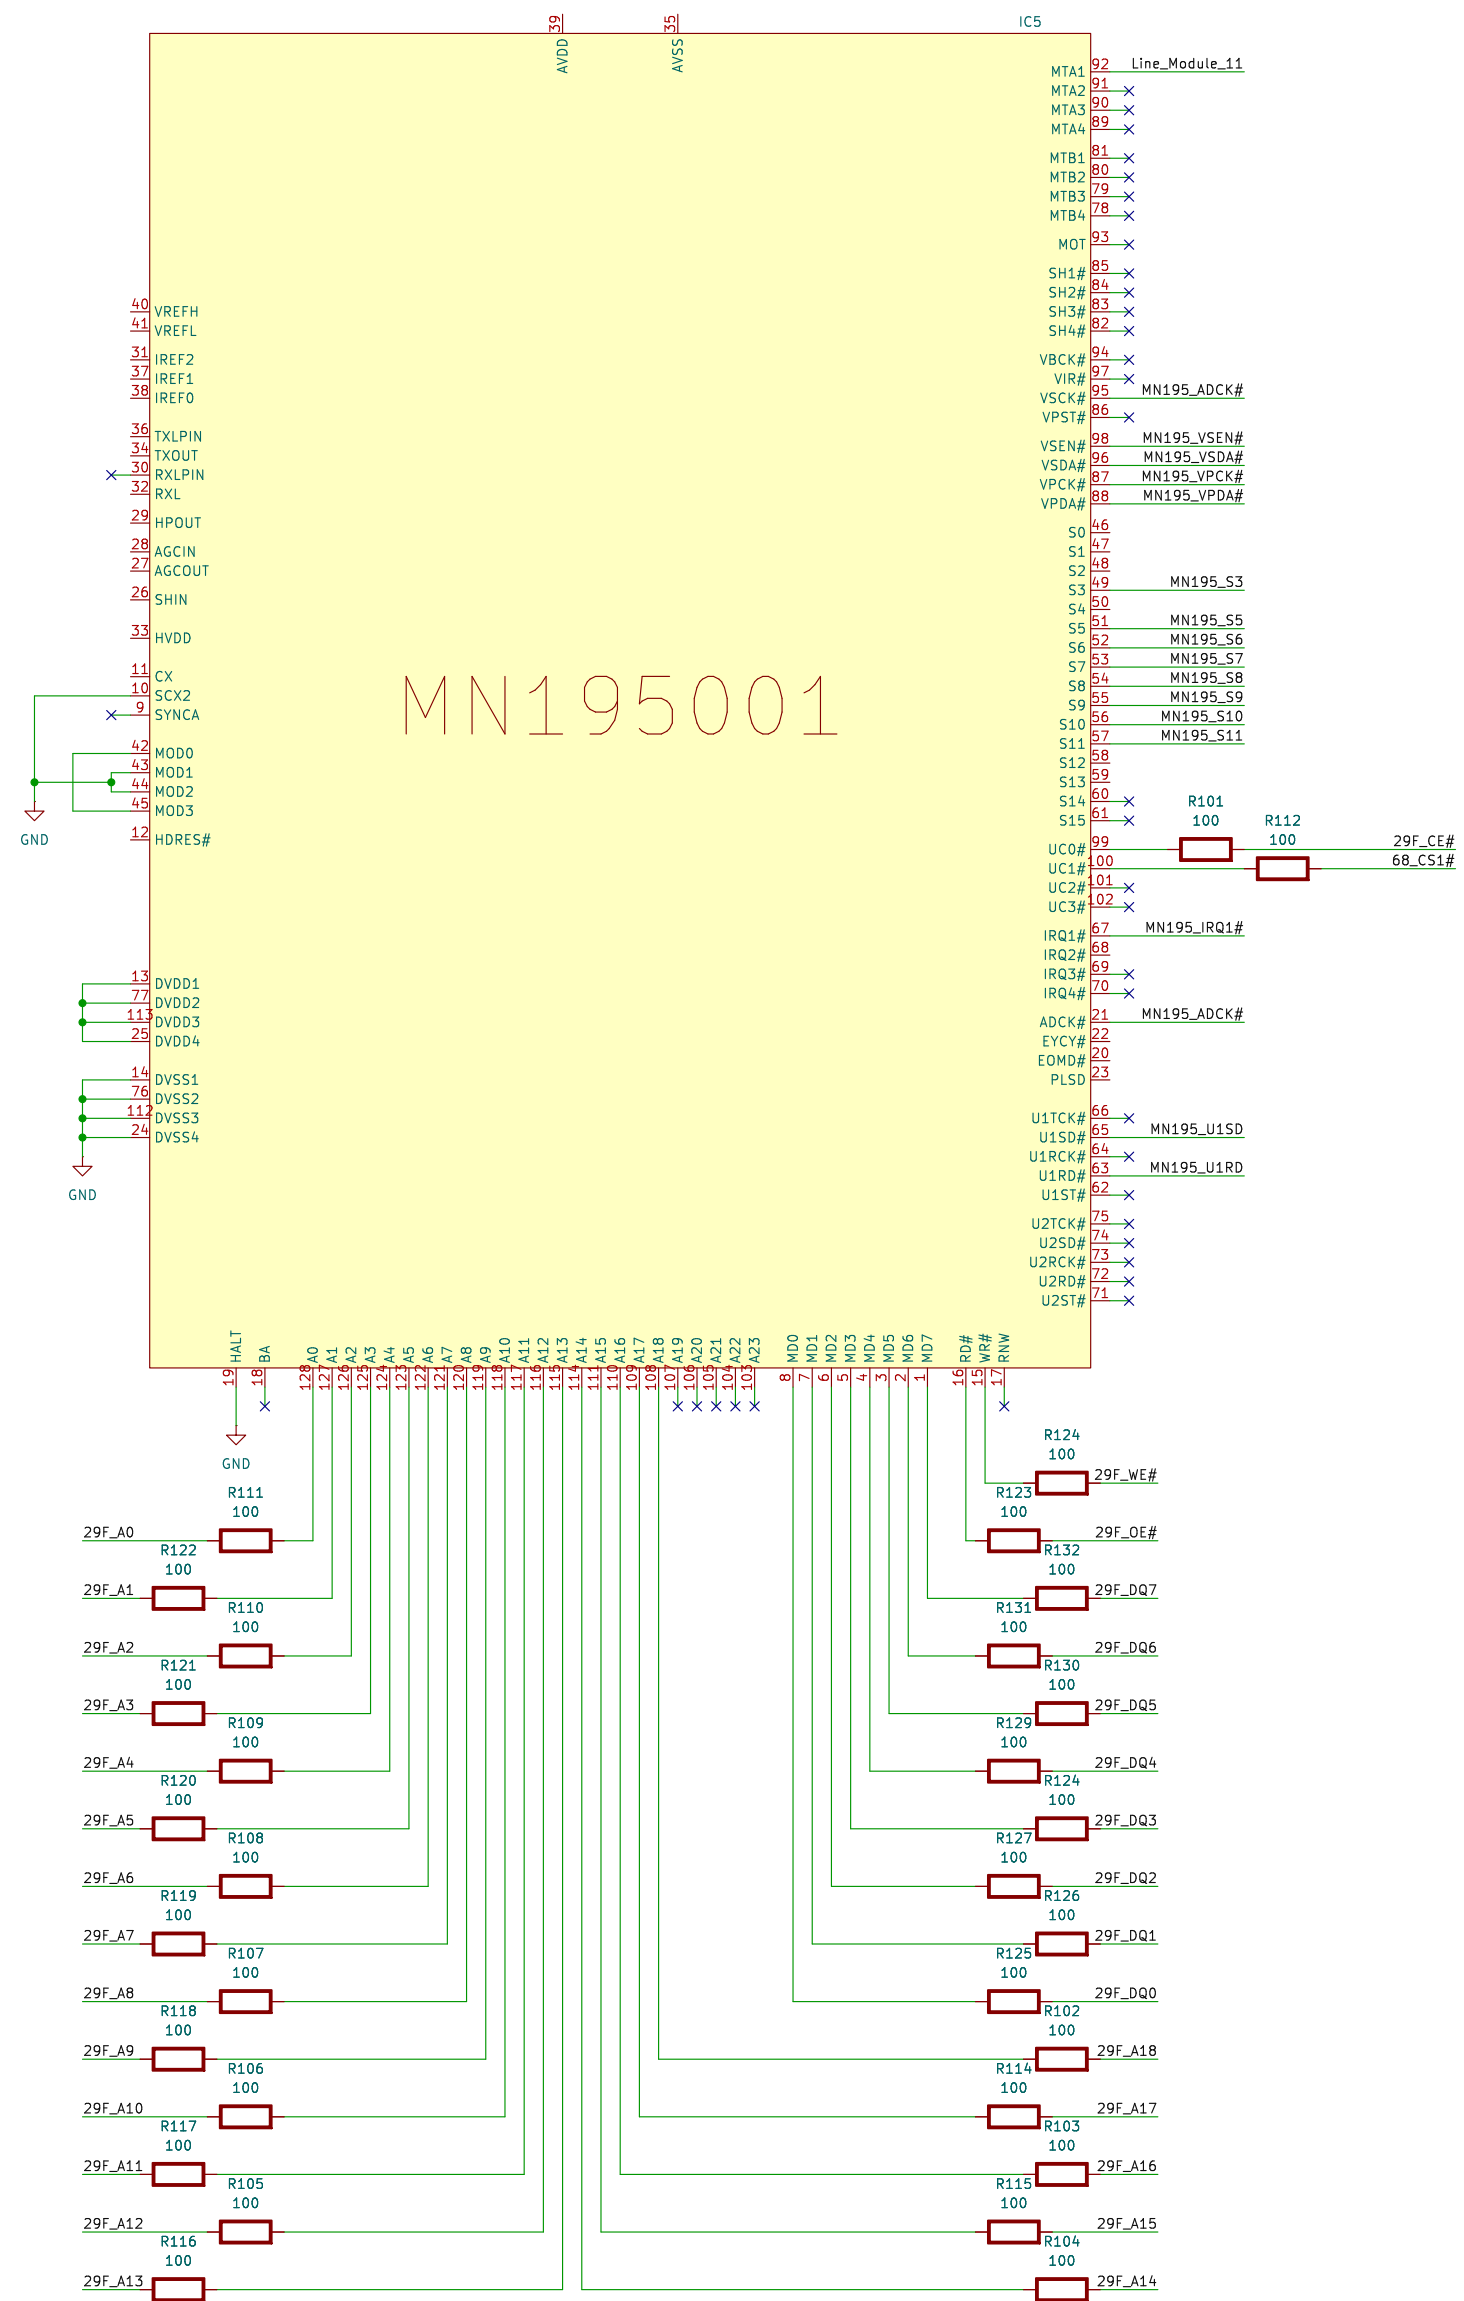 39
35
IC5
AVDD
AVSS
MTA1 92 Line_Module_11
MTA2 91
MTA3 90
MTA4 89
MTB1 81
MTB2 80
MTB3 79
MTB4 78
MOT 93
SH1# 85
SH2# 84
SH3# 83
SH4# 82
40 VREFH
41 VREFL
31 IREF2
37 IREF1
38 IREF0
VBCK# 94
VIR# 97
VSCK# 95 MN195_ADCK#
VPST# 86
36 TXLPIN
34 TXOUT
30 RXLPIN
32 RXL
VSEN# 98 MN195_VSEN#
VSDA# 96 MN195_VSDA#
VPCK# 87 MN195_VPCK#
VPDA# 88 MN195_VPDA#
29 HPOUT
28 AGCIN
27 AGCOUT
26 SHIN
33 HVDD
11 CX
10 SCX2
9 SYNCA
MN195001
S0 46
S1 47
S2 48
S3 49 MN195_S3
S4 50
S5 51 MN195_S5
S6 52 MN195_S6
S7 53 MN195_S7
S8 54 MN195_S8
S9 55 MN195_S9
S10 56 MN195_S10
S11 57 MN195_S11
S12 58
S13 59
S14 60
S15 61
42 MOD0
43 MOD1
44 MOD2
45 MOD3
GND
12 HDRES#
R101
100
R112
100
UC0# 99 29F_CE#
UC1# 100 68_CS1#
UC2# 101
UC3# 102
IRQ1# 67 MN195_IRQ1#
IRQ2# 68
IRQ3# 69
IRQ4# 70
13 DVDD1
77 DVDD2
113 DVDD3
25 DVDD4
ADCK# 21 MN195_ADCK#
EYCY# 22
EOMD# 20
PLSD 23
14 DVSS1
76 DVSS2
112 DVSS3
24 DVSS4
GND
U1TCK# 66
U1SD# 65 MN195_U1SD
U1RCK# 64
U1RD# 63 MN195_U1RD
U1ST# 62
U2TCK# 75
U2SD# 74
U2RCK# 73
U2RD# 72
U2ST# 71
HALT 19
BA 18
A0 128
A1 127
A2 126
A3 125
A4 124
A5 123
A6 122
A7 121
A8 120
A9 119
A10 118
A11 117
A12 116
A13 115
A14 114
A15 111
A16 110
A17 109
A18 108
A19 107
A20 106
A21 105
A22 104
A23 103
MD0 8
MD1 7
MD2 6
MD3 5
MD4 4
MD5 3
MD6 2
MD7 1
RD# 16
WR# 15
RNW 17
GND
R111
100
29F_A0
R122
100
29F_A1
R110
100
29F_A2
R121
100
29F_A3
R109
100
29F_A4
R120
100
29F_A5
R108
100
29F_A6
R119
100
29F_A7
R107
100
29F_A8
R118
100
29F_A9
R106
100
29F_A10
R117
100
29F_A11
R105
100
29F_A12
R116
100
29F_A13
R124
100
29F_WE#
R123
100
29F_OE#
R132
100
29F_DQ7
R131
100
29F_DQ6
R130
100
29F_DQ5
R129
100
29F_DQ4
R124
100
29F_DQ3
R127
100
29F_DQ2
R126
100
29F_DQ1
R125
100
29F_DQ0
R102
100
29F_A18
R114
100
29F_A17
R103
100
29F_A16
R115
100
29F_A15
R104
100
29F_A14